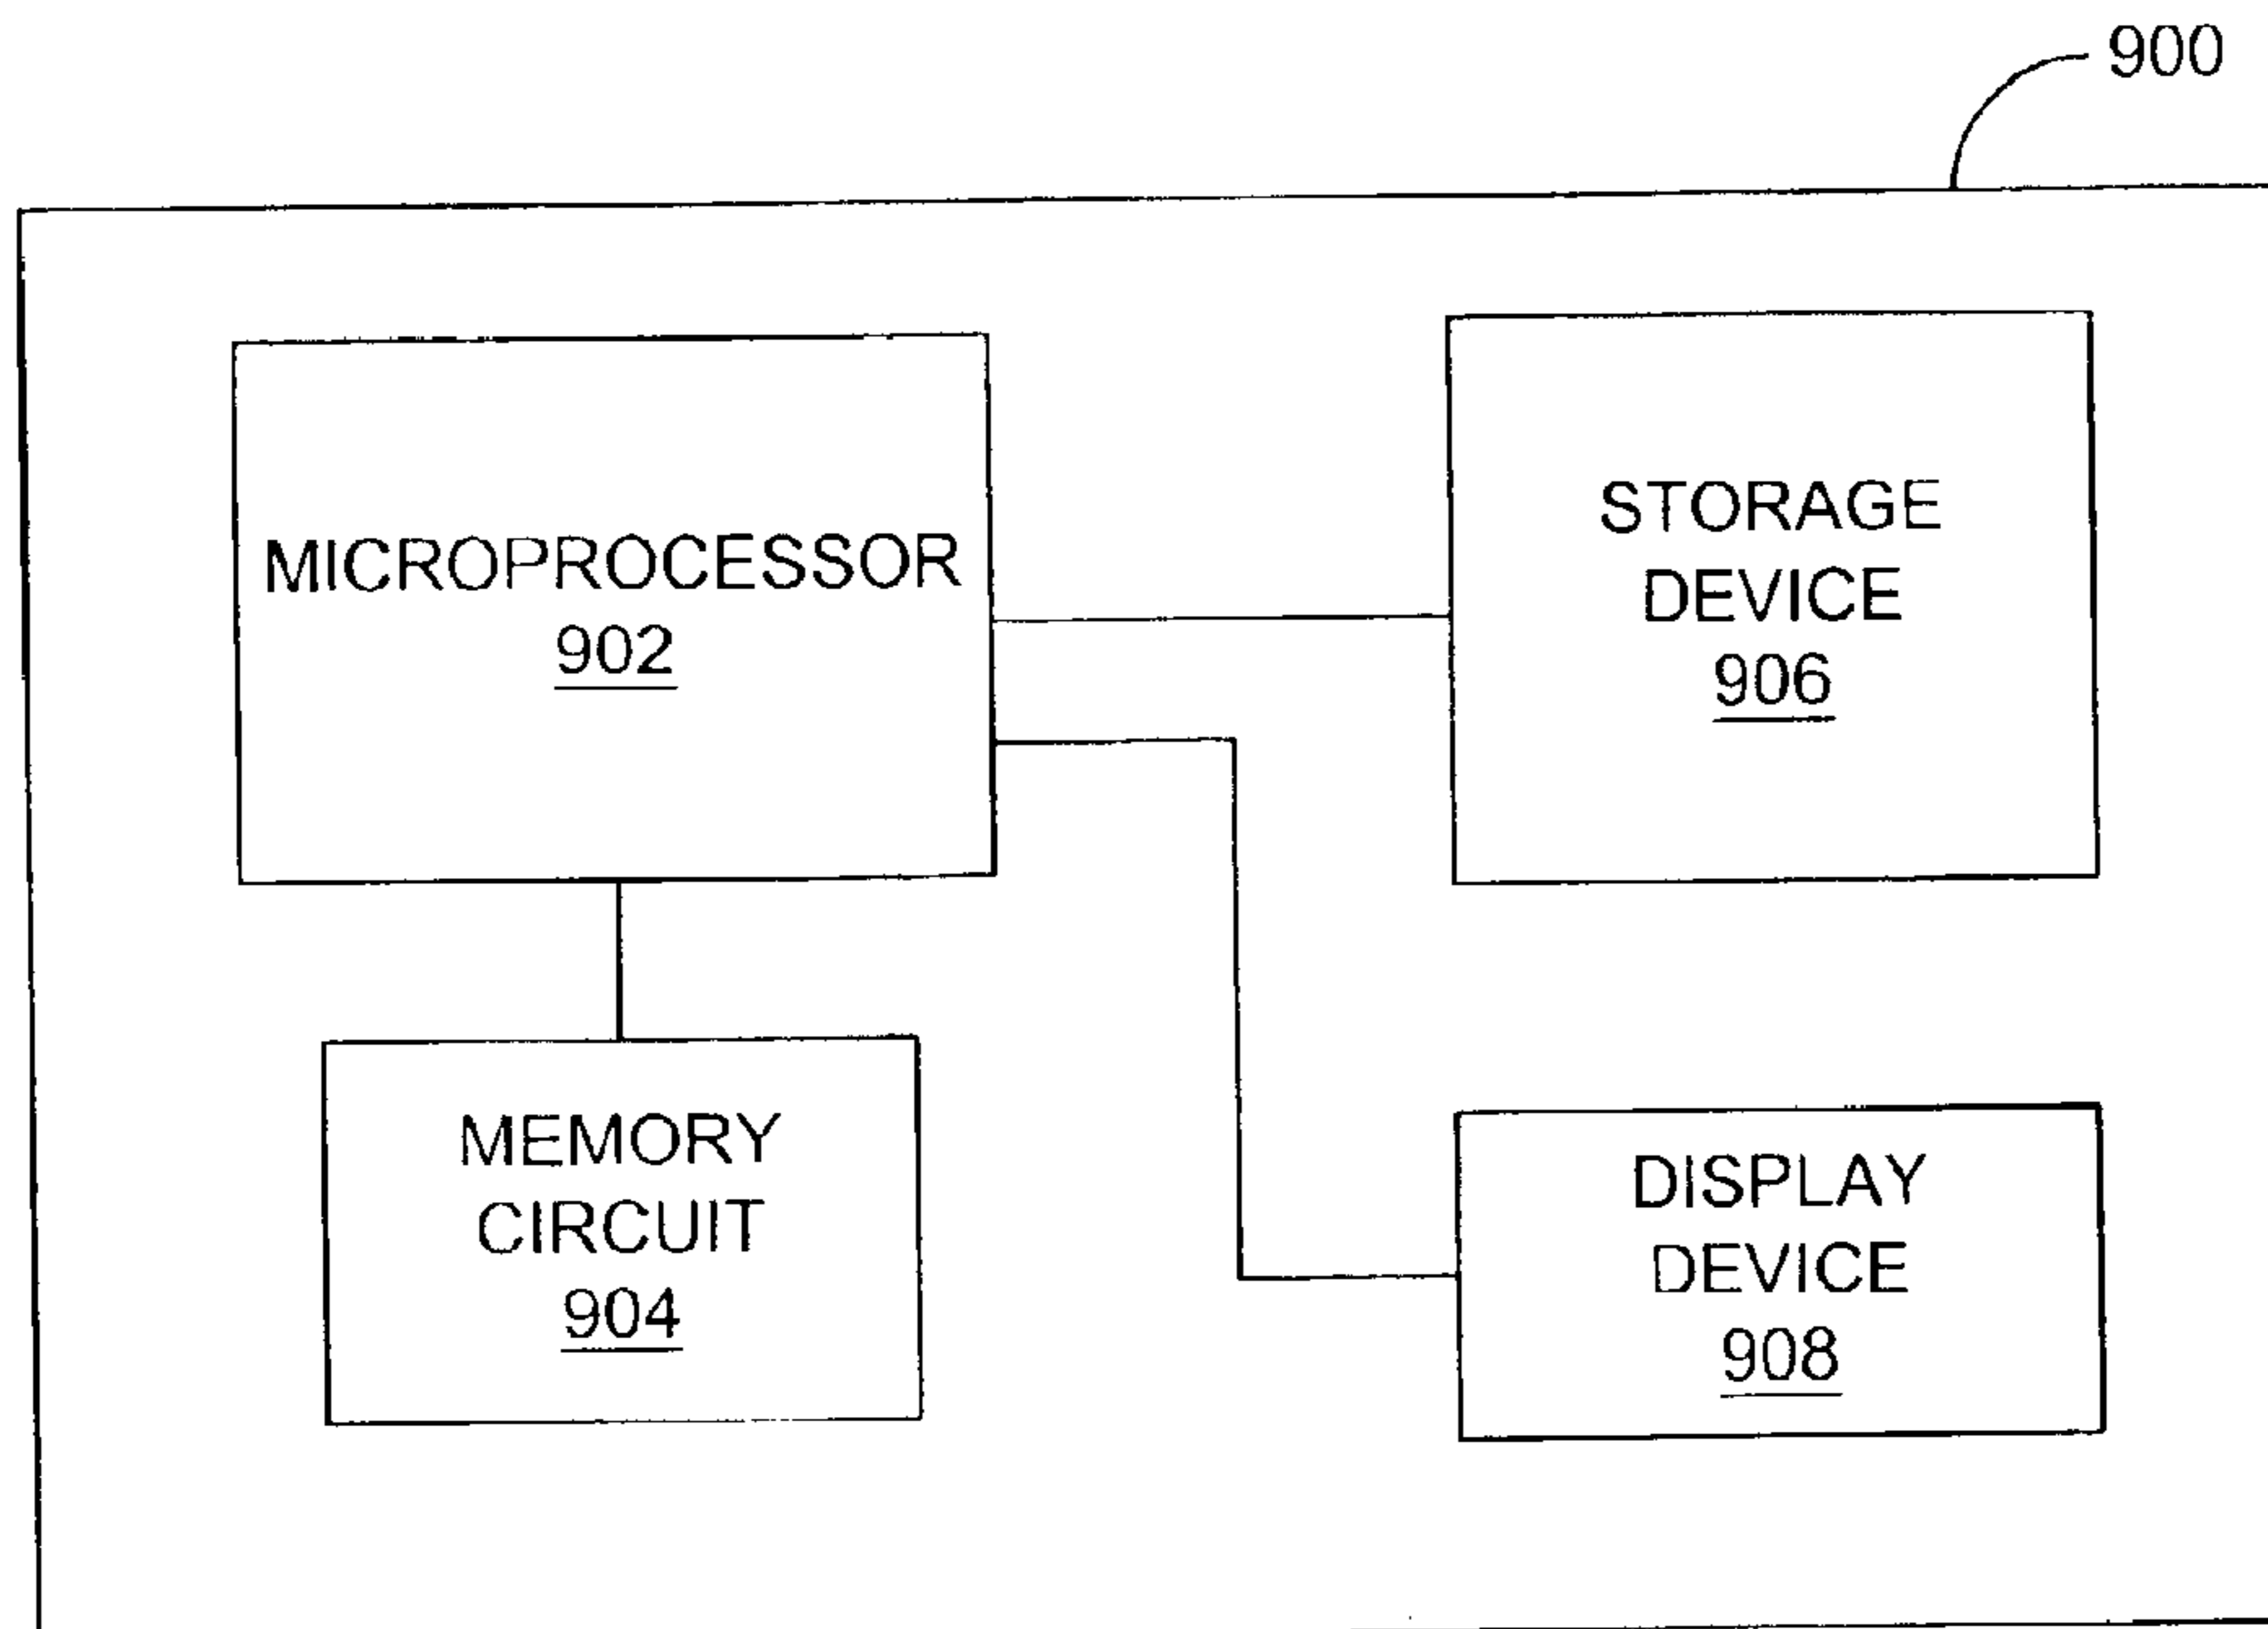 900
MICROPROCESSOR
902
STORAGE
DEVICE
906
MEMORY
CIRCUIT
904
DISPLAY
DEVICE
908